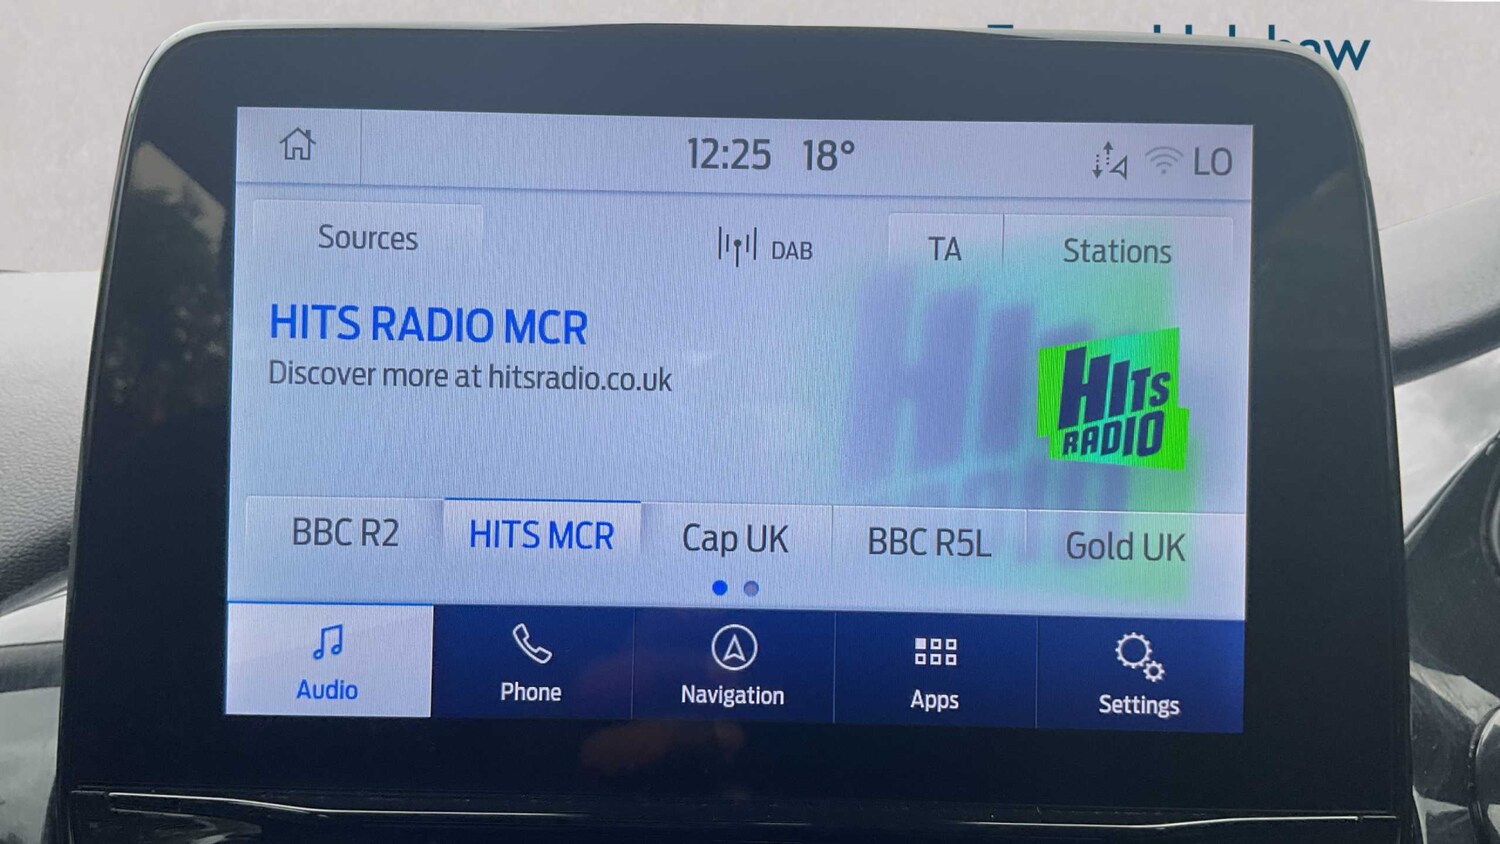 12:25 18° LO
Sources DAB TA Stations
HITS RADIO MCR
Discover more at hitsradio.co.uk
HITS
RADIO
BBC R2 HITS MCR Cap UK BBC R5L Gold UK
Audio Phone Navigation Apps Settings